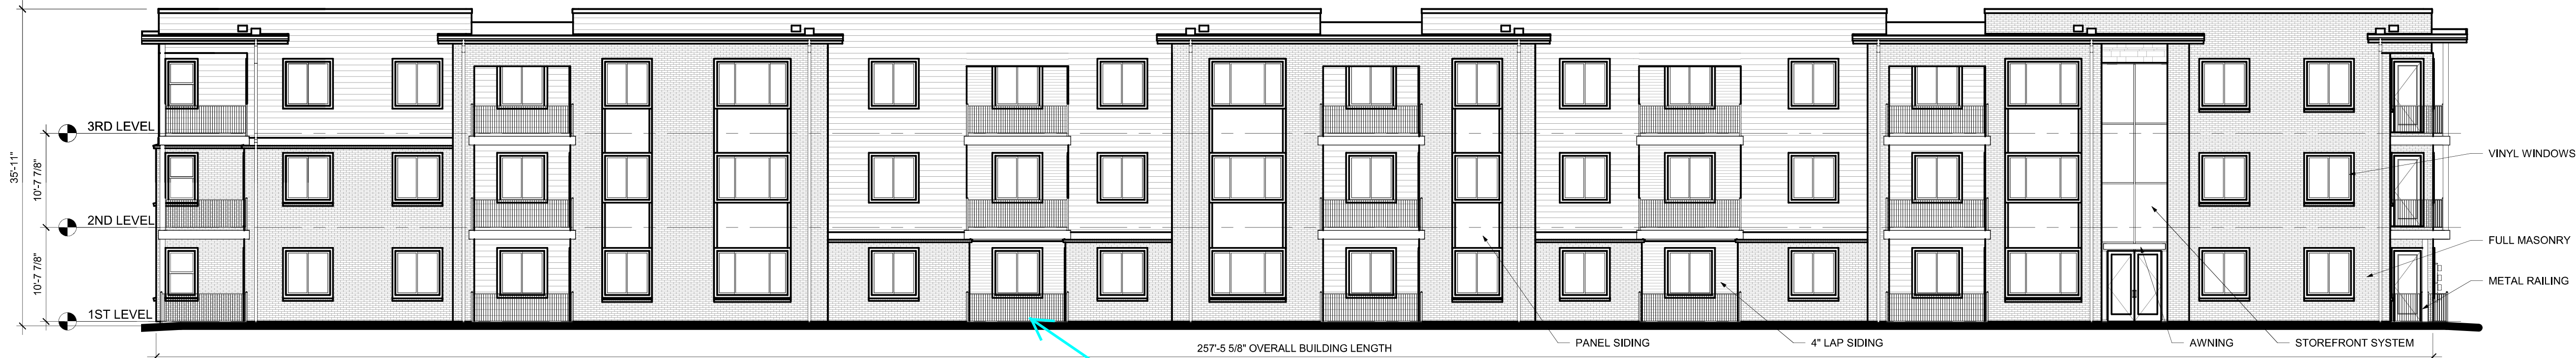 3RD LEVEL
2ND LEVEL
1ST LEVEL
35'-11"
10'-7 7/8"
10'-7 7/8"
VINYL WINDOWS
FULL MASONRY
METAL RAILING
PANEL SIDING
4" LAP SIDING
AWNING
STOREFRONT SYSTEM
257'-5 5/8" OVERALL BUILDING LENGTH